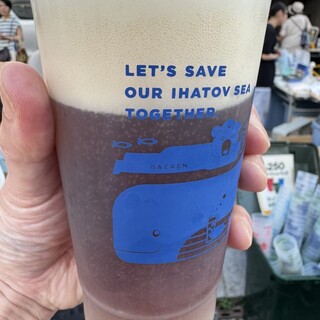 LET'S SAVE
OUR IHATOV SEA
TOGETHER.
250